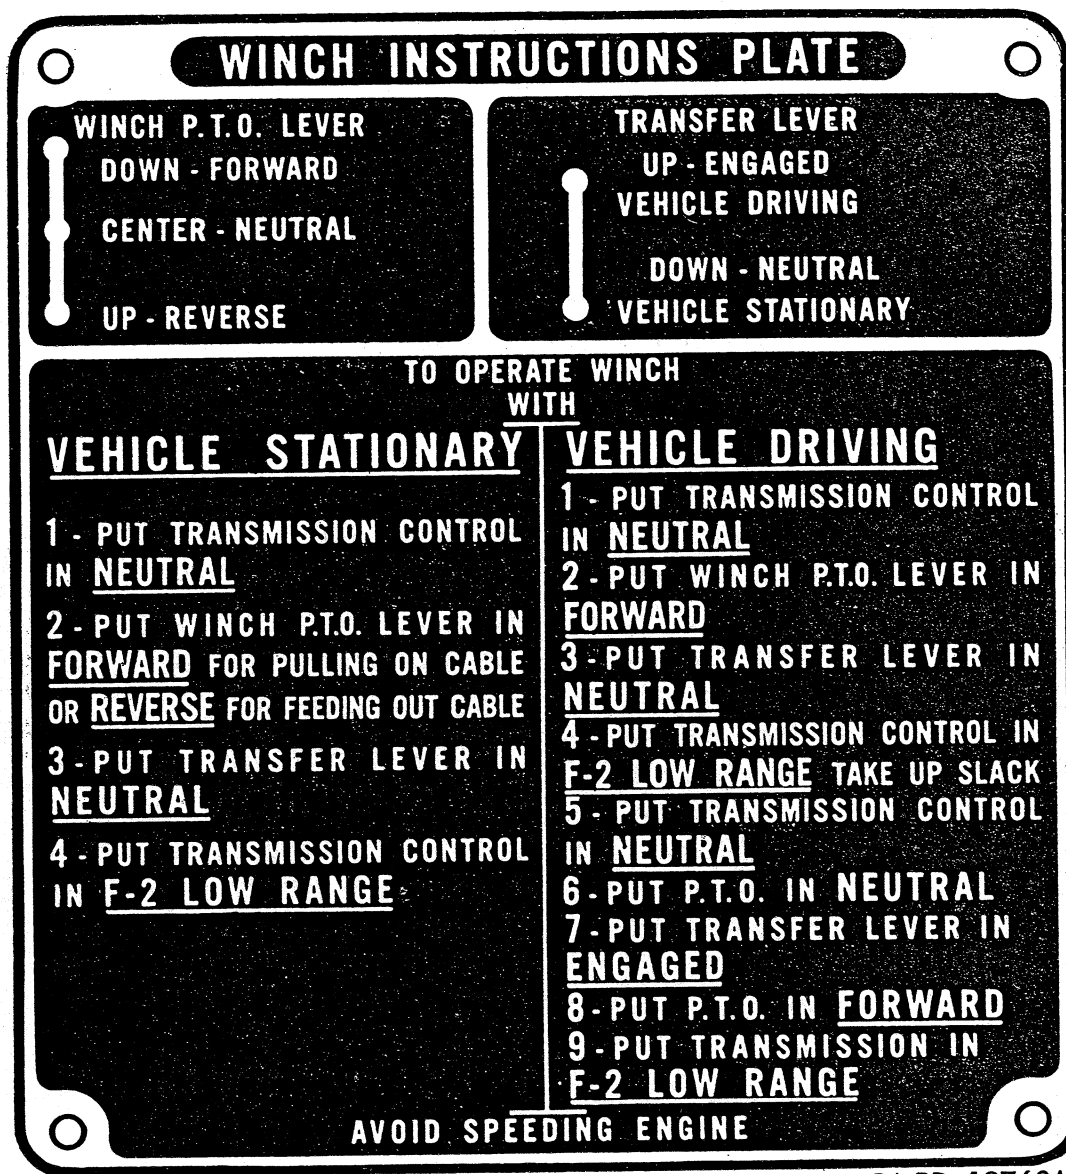 WINCH INSTRUCTIONS PLATE
WINCH P.T.O. LEVER
DOWN - FORWARD
CENTER - NEUTRAL
UP - REVERSE
TRANSFER LEVER
UP - ENGAGED
VEHICLE DRIVING
DOWN - NEUTRAL
VEHICLE STATIONARY
TO OPERATE WINCH
WITH
VEHICLE STATIONARY
1 - PUT TRANSMISSION CONTROL
IN NEUTRAL
2 - PUT WINCH P.T.O. LEVER IN
FORWARD FOR PULLING ON CABLE
OR REVERSE FOR FEEDING OUT CABLE
3 - PUT TRANSFER LEVER IN
NEUTRAL
4 - PUT TRANSMISSION CONTROL
IN F-2 LOW RANGE
VEHICLE DRIVING
1 - PUT TRANSMISSION CONTROL
IN NEUTRAL
2 - PUT WINCH P.T.O. LEVER IN
FORWARD
3 - PUT TRANSFER LEVER IN
NEUTRAL
4 - PUT TRANSMISSION CONTROL IN
F-2 LOW RANGE TAKE UP SLACK
5 - PUT TRANSMISSION CONTROL
IN NEUTRAL
6 - PUT P.T.O. IN NEUTRAL
7 - PUT TRANSFER LEVER IN
ENGAGED
8 - PUT P.T.O. IN FORWARD
9 - PUT TRANSMISSION IN
F-2 LOW RANGE
AVOID SPEEDING ENGINE